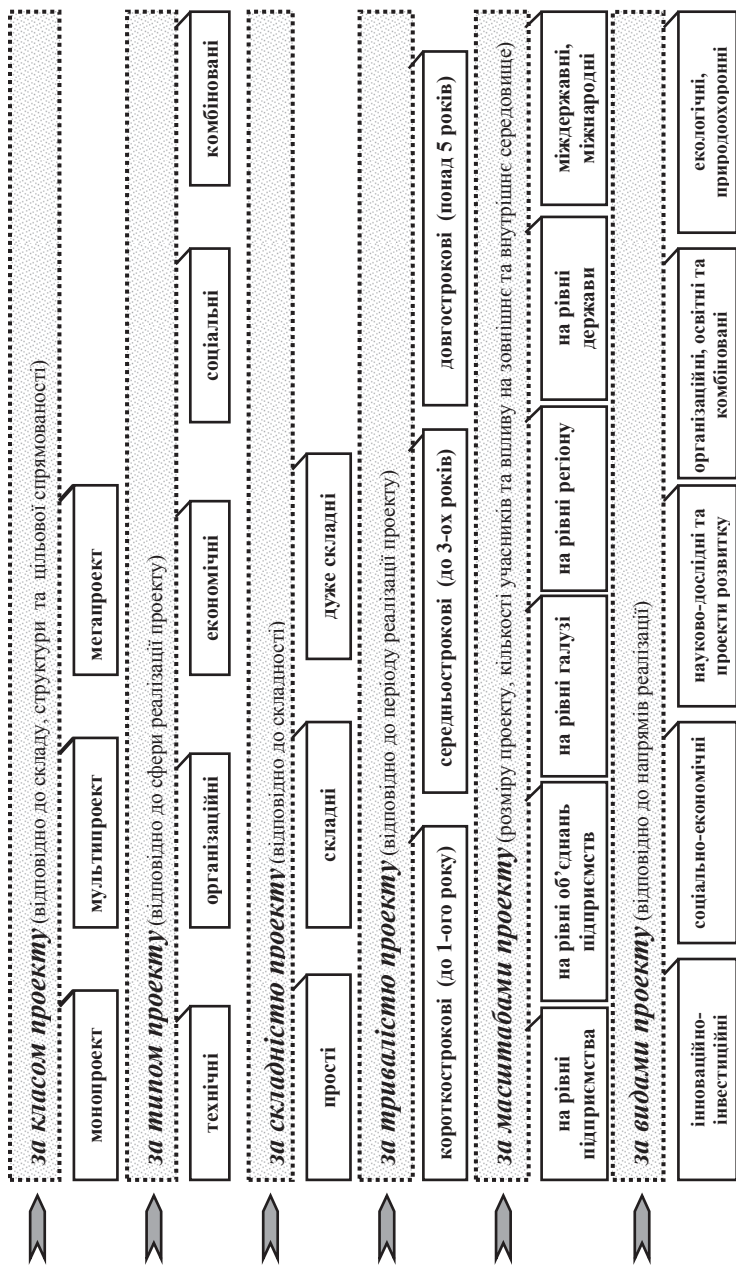 за класом проекту (відповідно до складу, структури та цільової спрямованості)
монопроект
мультипроект
мегапроект
за типом проекту (відповідно до сфери реалізації проекту)
технічні
організаційні
економічні
соціальні
комбіновані
за складністю проекту (відповідно до складності)
прості
складні
дуже складні
за тривалістю проекту (відповідно до періоду реалізації проекту)
короткострокові (до 1-ого року)
середньострокові (до 3-ох років)
довгострокові (понад 5 років)
за масштабами проекту (розміру проекту, кількості учасників та впливу на зовнішнє та внутрішнє середовище)
на рівні
підприємства
на рівні об’єднань
підприємств
на рівні галузі
на рівні регіону
на рівні
держави
міждержавні,
міжнародні
за видами проекту (відповідно до напрямів реалізації)
інноваційно-
інвестиційні
соціально-економічні
науково-дослідні та
проекти розвитку
організаційні, освітні та
комбіновані
екологічні,
природоохоронні